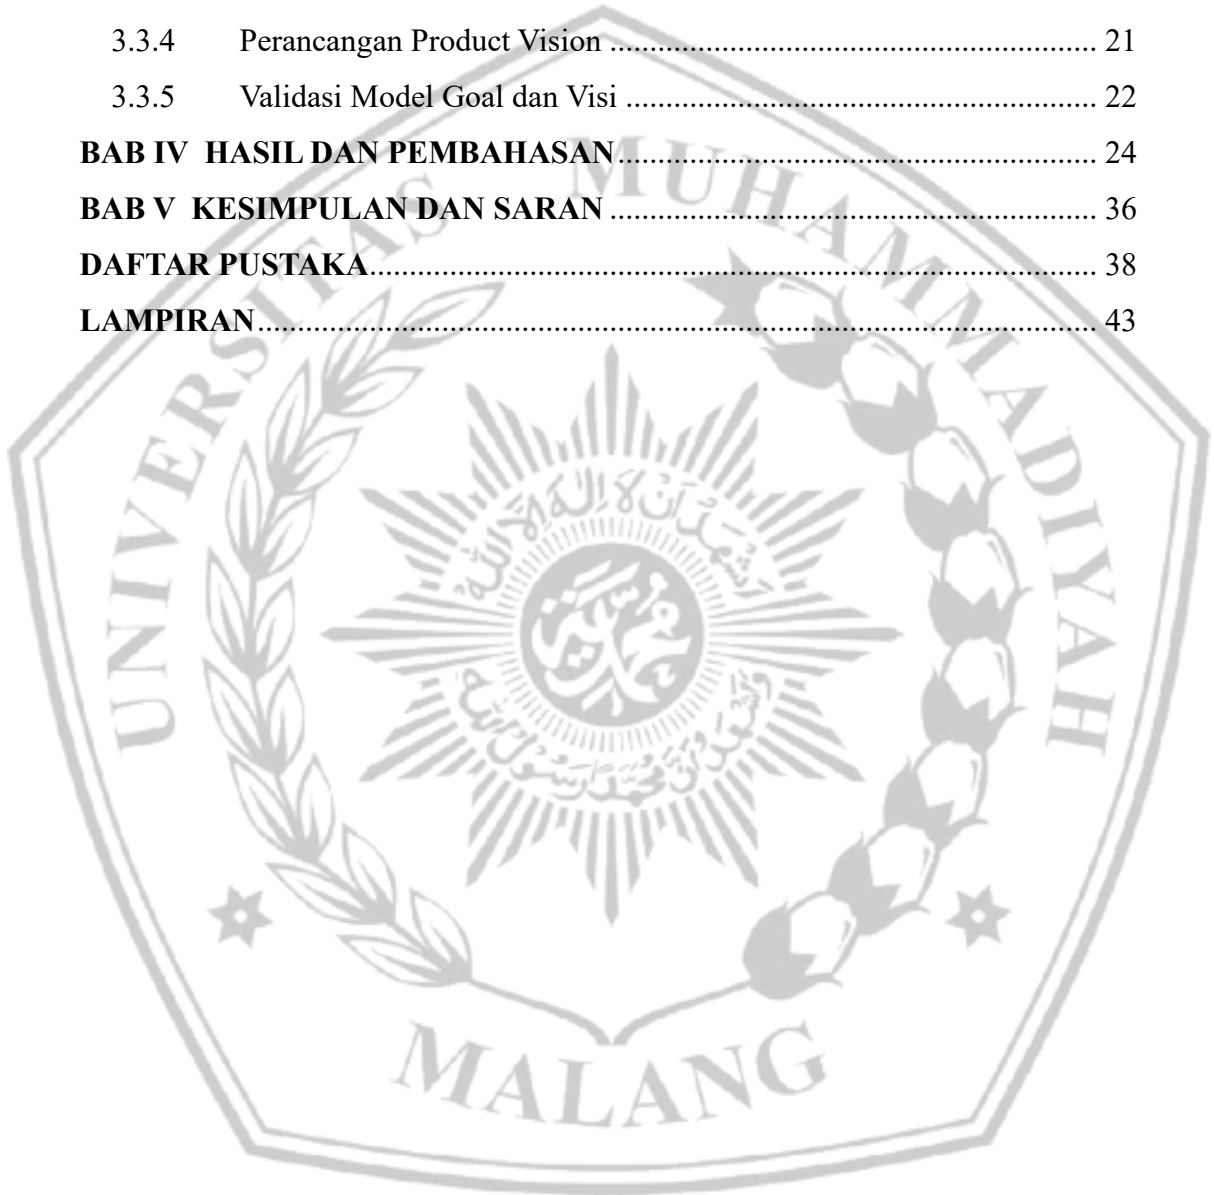 3.3.4 Perancangan Product Vision ........................................................... 21
3.3.5 Validasi Model Goal dan Visi ......................................................... 22
BAB IV HASIL DAN PEMBAHASAN .......................................................... 24
BAB V KESIMPULAN DAN SARAN ........................................................... 36
DAFTAR PUSTAKA ......................................................................................... 38
LAMPIRAN ....................................................................................................... 43
UNIVERSITAS MUHAMMADIYAH
MALANG